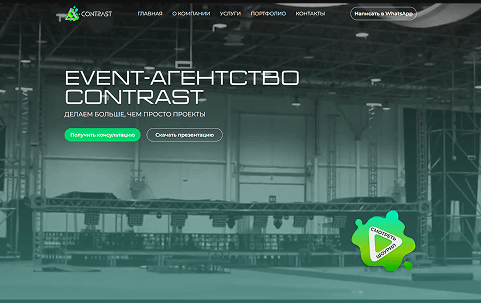 CONTRAST
ГЛАВНАЯ О КОМПАНИИ УСЛУГИ ПОРТФОЛИО КОНТАКТЫ
Написать в WhatsApp
EVENT-АГЕНТСТВО
CONTRAST
ДЕЛАЕМ БОЛЬШЕ, ЧЕМ ПРОСТО ПРОЕКТЫ
Получить консультацию
Скачать презентацию
СМОТРЕТЬ
ШОУРИЛ